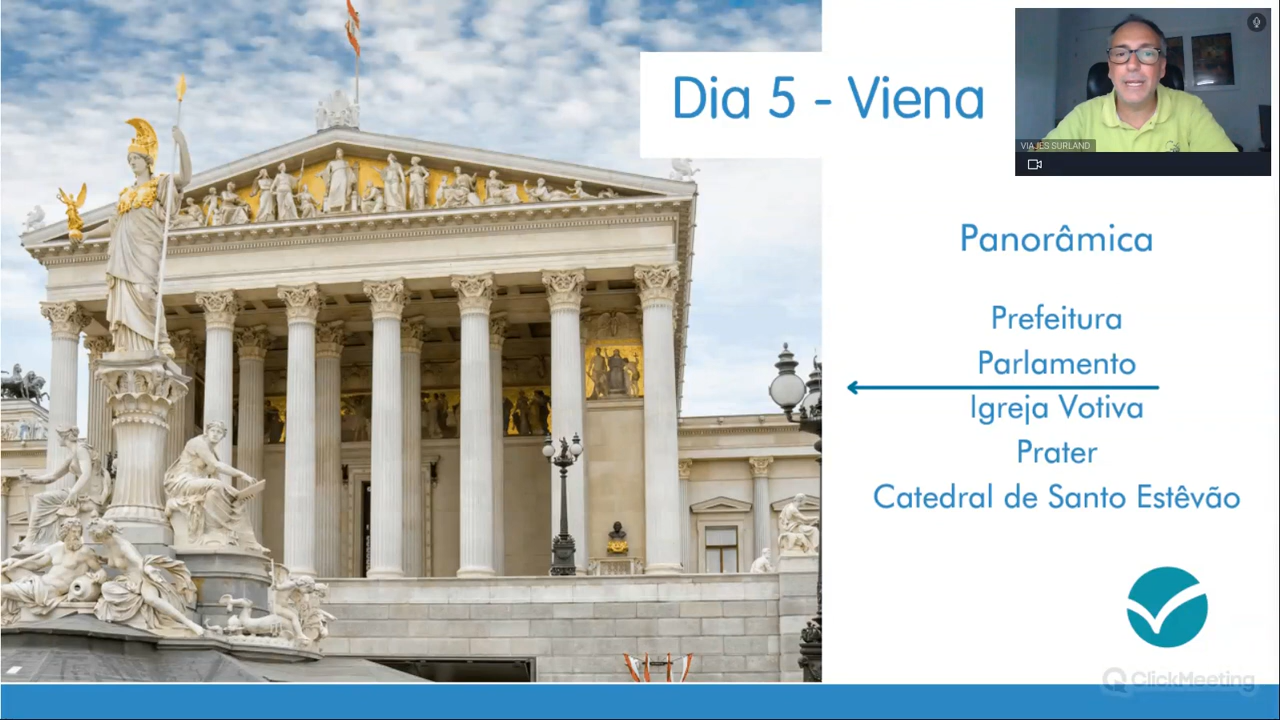 Dia 5 - Viena
VIAJES SURLAND
Panorâmica
Prefeitura
Parlamento
Igreja Votiva
Prater
Catedral de Santo Estêvão
ClickMeeting